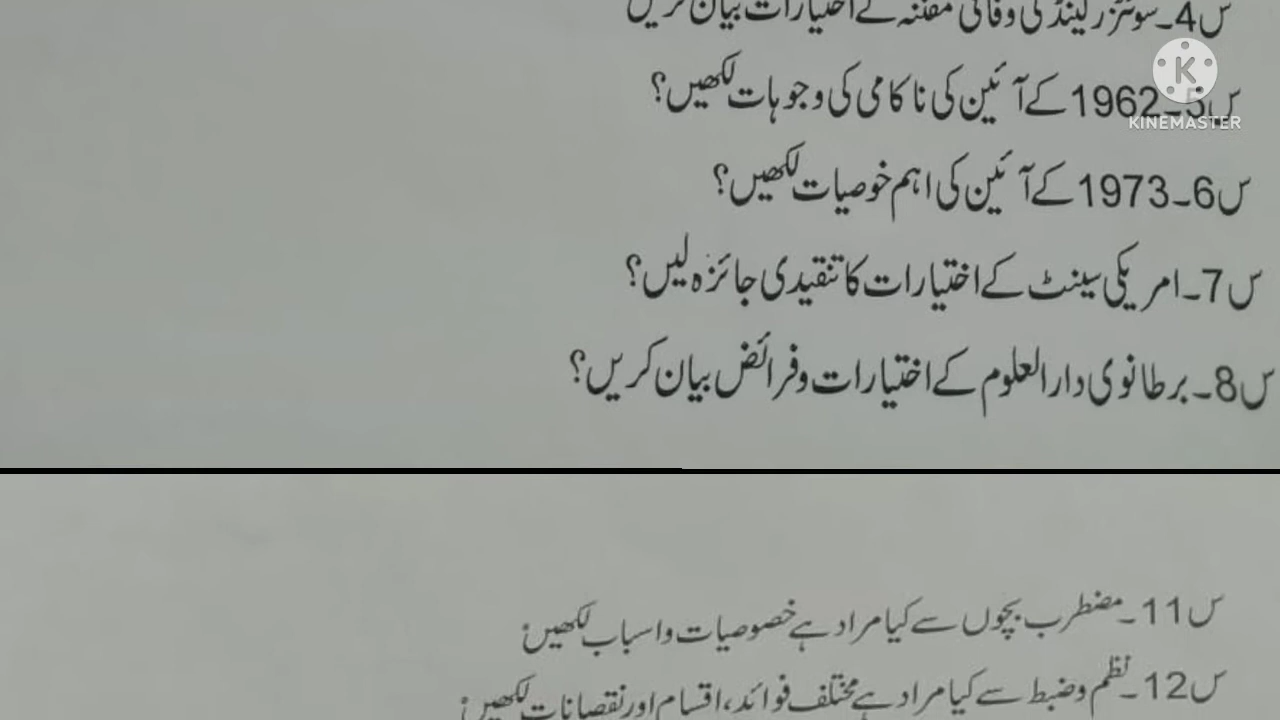 س4۔سوئٹزرلینڈ کی وفاقی مقننہ کے اختیارات بیان کریں
س5۔1962 کے آئین کی ناکامی کی وجوہات لکھیں؟
KINEMASTER
س6۔1973 کے آئین کی اہم خوصیات لکھیں؟
س7۔امریکی سینٹ کے اختیارات کا تنقیدی جائزہ لیں؟
س8۔برطانوی دارالعلوم کے اختیارات و فرائض بیان کریں؟
س11۔مضطرب بچوں سے کیا مراد ہے خصوصیات و اسباب لکھیں:
س12۔نظم و ضبط سے کیا مراد ہے مختلف فوائد، اقسام اور نقصانات لکھیں: